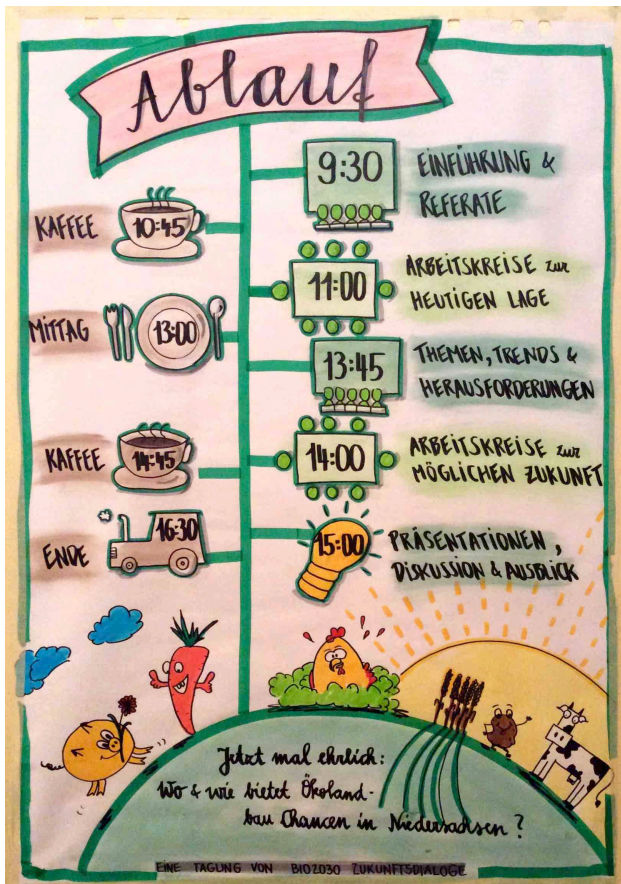 Ablauf
9:30
EINFÜHRUNG &
REFERATE
KAFFEE
10:45
11:00
ARBEITSKREISE zur
HEUTIGEN LAGE
MITTAG
13:00
13:45
THEMEN, TRENDS &
HERAUSFORDERUNGEN
KAFFEE
14:45
14:00
ARBEITSKREISE zur
MÖGLICHEN ZUKUNFT
ENDE
16:30
15:00
PRÄSENTATIONEN,
DISKUSSION & AUSBLICK
Jetzt mal ehrlich:
Wo & wie bietet Ökoland-
bau Chancen in Niedersachsen?
EINE TAGUNG VON BIO2030 ZUKUNFTSDIALOGE